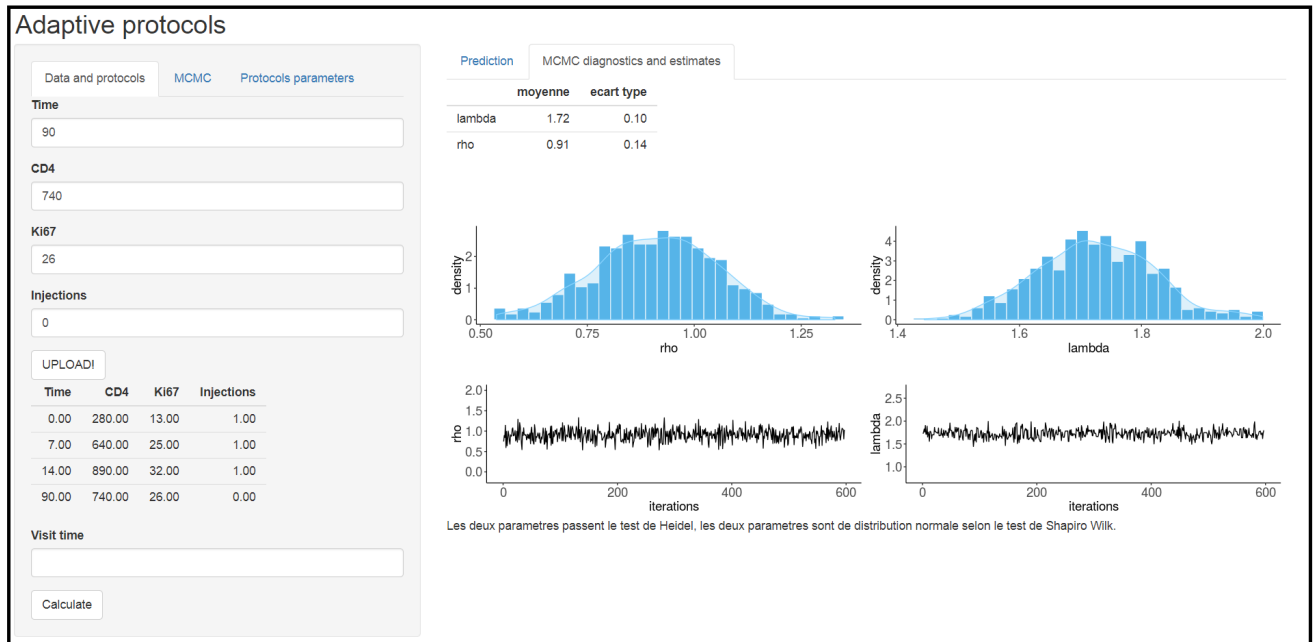 Adaptive protocols
Data and protocols MCMC Protocols parameters
Time
90
CD4
740
Ki67
26
Injections
0
UPLOAD!
Time CD4 Ki67 Injections
0.00 280.00 13.00 1.00
7.00 640.00 25.00 1.00
14.00 890.00 32.00 1.00
90.00 740.00 26.00 0.00
Visit time
Calculate
Prediction MCMC diagnostics and estimates
moyenne ecart type
lambda 1.72 0.10
rho 0.91 0.14
density
2
1
0
0.50 0.75 1.00 1.25
rho
density
4
3
2
1
0
1.4 1.6 1.8 2.0
lambda
rho
2.0
1.5
1.0
0.5
0.0
0 200 400 600
iterations
lambda
2.5
2.0
1.5
1.0
0 200 400 600
iterations
Les deux parametres passent le test de Heidel, les deux parametres sont de distribution normale selon le test de Shapiro Wilk.